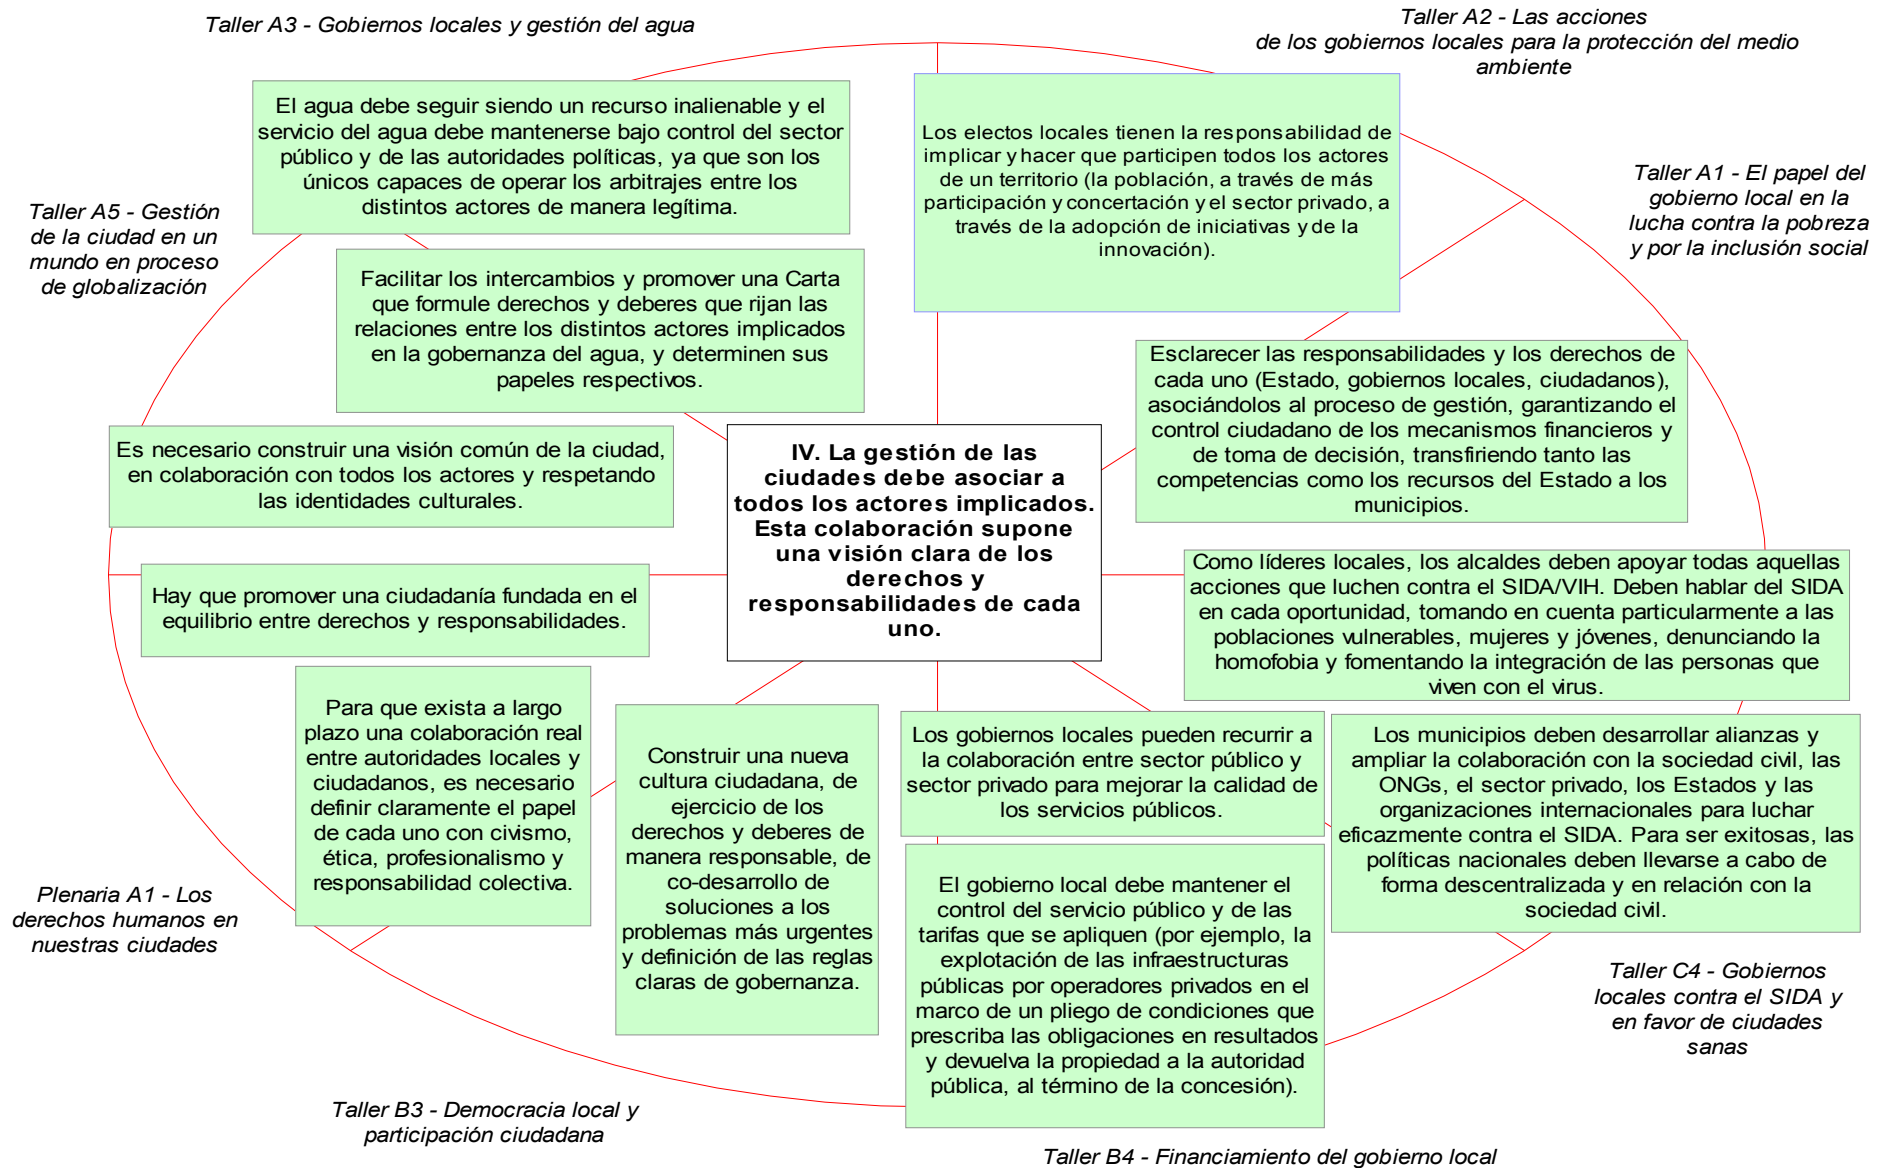 Taller A3 - Gobiernos locales y gestión del agua
Taller A2 - Las acciones
de los gobiernos locales para la protección del medio
ambiente
El agua debe seguir siendo un recurso inalienable y el
servicio del agua debe mantenerse bajo control del sector
público y de las autoridades políticas, ya que son los
únicos capaces de operar los arbitrajes entre los
distintos actores de manera legítima.
Los electos locales tienen la responsabilidad de
implicar y hacer que participen todos los actores
de un territorio (la población, a través de más
participación y concertación y el sector privado, a
través de la adopción de iniciativas y de la
innovación).
Taller A1 - El papel del
gobierno local en la
lucha contra la pobreza
y por la inclusión social
Taller A5 - Gestión
de la ciudad en un
mundo en proceso
de globalización
Facilitar los intercambios y promover una Carta
que formule derechos y deberes que rijan las
relaciones entre los distintos actores implicados
en la gobernanza del agua, y determinen sus
papeles respectivos.
Esclarecer las responsabilidades y los derechos de
cada uno (Estado, gobiernos locales, ciudadanos),
asociándolos al proceso de gestión, garantizando el
control ciudadano de los mecanismos financieros y
de toma de decisión, transfiriendo tanto las
competencias como los recursos del Estado a los
municipios.
Es necesario construir una visión común de la ciudad,
en colaboración con todos los actores y respetando
las identidades culturales.
IV. La gestión de las
ciudades debe asociar a
todos los actores implicados.
Esta colaboración supone
una visión clara de los
derechos y
responsabilidades de cada
uno.
Como líderes locales, los alcaldes deben apoyar todas aquellas
acciones que luchen contra el SIDA/VIH. Deben hablar del SIDA
en cada oportunidad, tomando en cuenta particularmente a las
poblaciones vulnerables, mujeres y jóvenes, denunciando la
homofobia y fomentando la integración de las personas que
viven con el virus.
Hay que promover una ciudadanía fundada en el
equilibrio entre derechos y responsabilidades.
Para que exista a largo
plazo una colaboración real
entre autoridades locales y
ciudadanos, es necesario
definir claramente el papel
de cada uno con civismo,
ética, profesionalismo y
responsabilidad colectiva.
Construir una nueva
cultura ciudadana, de
ejercicio de los
derechos y deberes de
manera responsable, de
co-desarrollo de
soluciones a los
problemas más urgentes
y definición de las reglas
claras de gobernanza.
Los gobiernos locales pueden recurrir a
la colaboración entre sector público y
sector privado para mejorar la calidad de
los servicios públicos.
Los municipios deben desarrollar alianzas y
ampliar la colaboración con la sociedad civil, las
ONGs, el sector privado, los Estados y las
organizaciones internacionales para luchar
eficazmente contra el SIDA. Para ser exitosas, las
políticas nacionales deben llevarse a cabo de
forma descentralizada y en relación con la
sociedad civil.
El gobierno local debe mantener el
control del servicio público y de las
tarifas que se apliquen (por ejemplo, la
explotación de las infraestructuras
públicas por operadores privados en el
marco de un pliego de condiciones que
prescriba las obligaciones en resultados
y devuelva la propiedad a la autoridad
pública, al término de la concesión).
Plenaria A1 - Los
derechos humanos en
nuestras ciudades
Taller C4 - Gobiernos
locales contra el SIDA y
en favor de ciudades
sanas
Taller B3 - Democracia local y
participación ciudadana
Taller B4 - Financiamiento del gobierno local